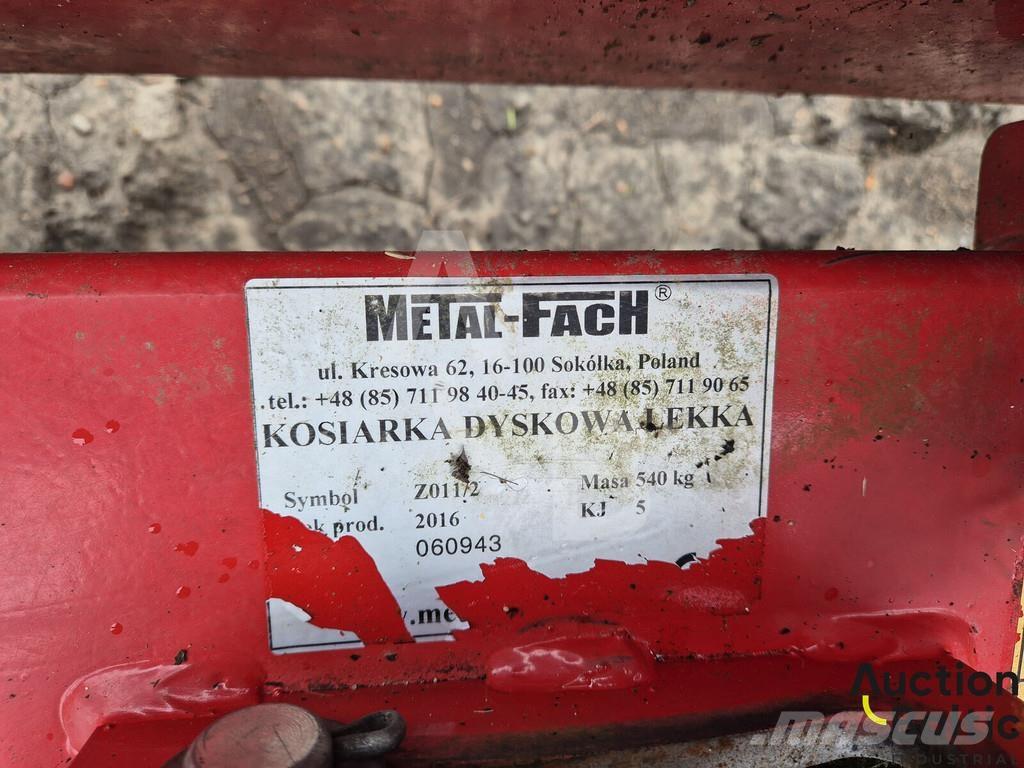 METAL-FACH®
ul. Kresowa 62, 16-100 Sokółka, Poland
tel.: +48 (85) 711 98 40-45, fax: +48 (85) 711 90 65
KOSIARKA DYSKOWA LEKKA
Symbol Z011/2 Masa 540 kg
prod. 2016 KJ 5
060943
Auction
MASCUS